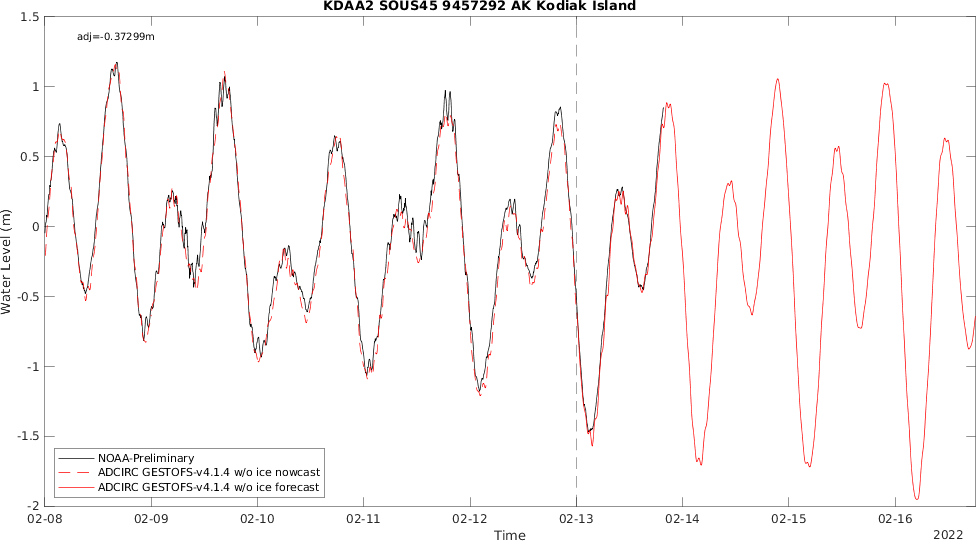 KDAA2 SOUS45 9457292 AK Kodiak Island
adj=-0.37299m
Water Level (m)
1.5
1
0.5
0
-0.5
-1
-1.5
-2
NOAA-Preliminary
ADCIRC GESTOFS-v4.1.4 w/o ice nowcast
ADCIRC GESTOFS-v4.1.4 w/o ice forecast
02-08 02-09 02-10 02-11 02-12 02-13 02-14 02-15 02-16
Time
2022